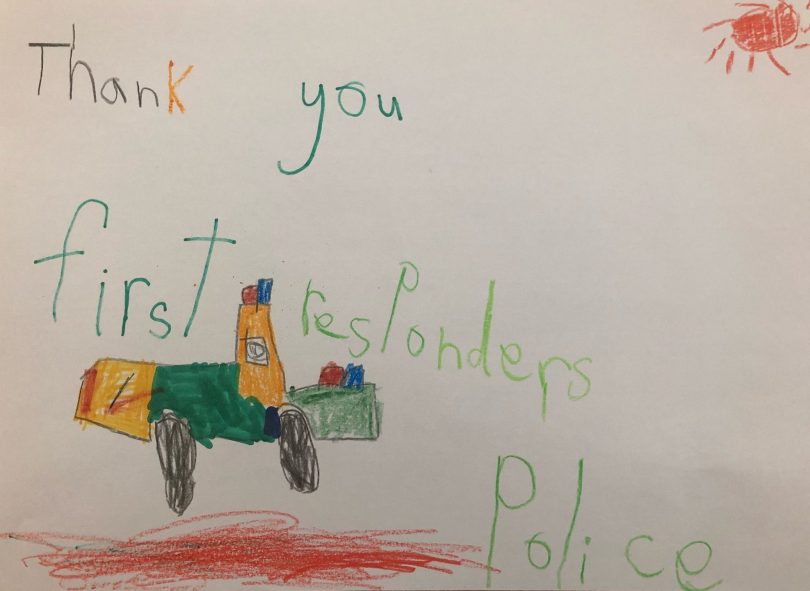 Thank you
first responders
Police